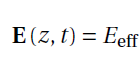 E (z, t) = E_eff